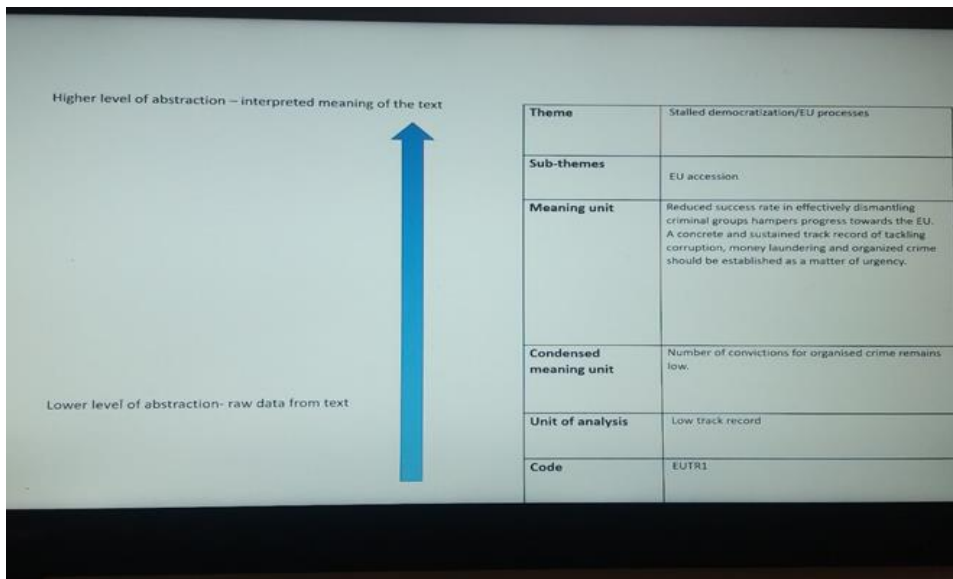 Higher level of abstraction – interpreted meaning of the text
Lower level of abstraction- raw data from text
Theme
Stalled democratization/EU processes
Sub-themes
EU accession
Meaning unit
Reduced success rate in effectively dismantling
criminal groups hampers progress towards the EU.
A concrete and sustained track record of tackling
corruption, money laundering and organized crime
should be established as a matter of urgency.
Condensed
meaning unit
Number of convictions for organised crime remains
low.
Unit of analysis
Low track record
Code
EUTR1